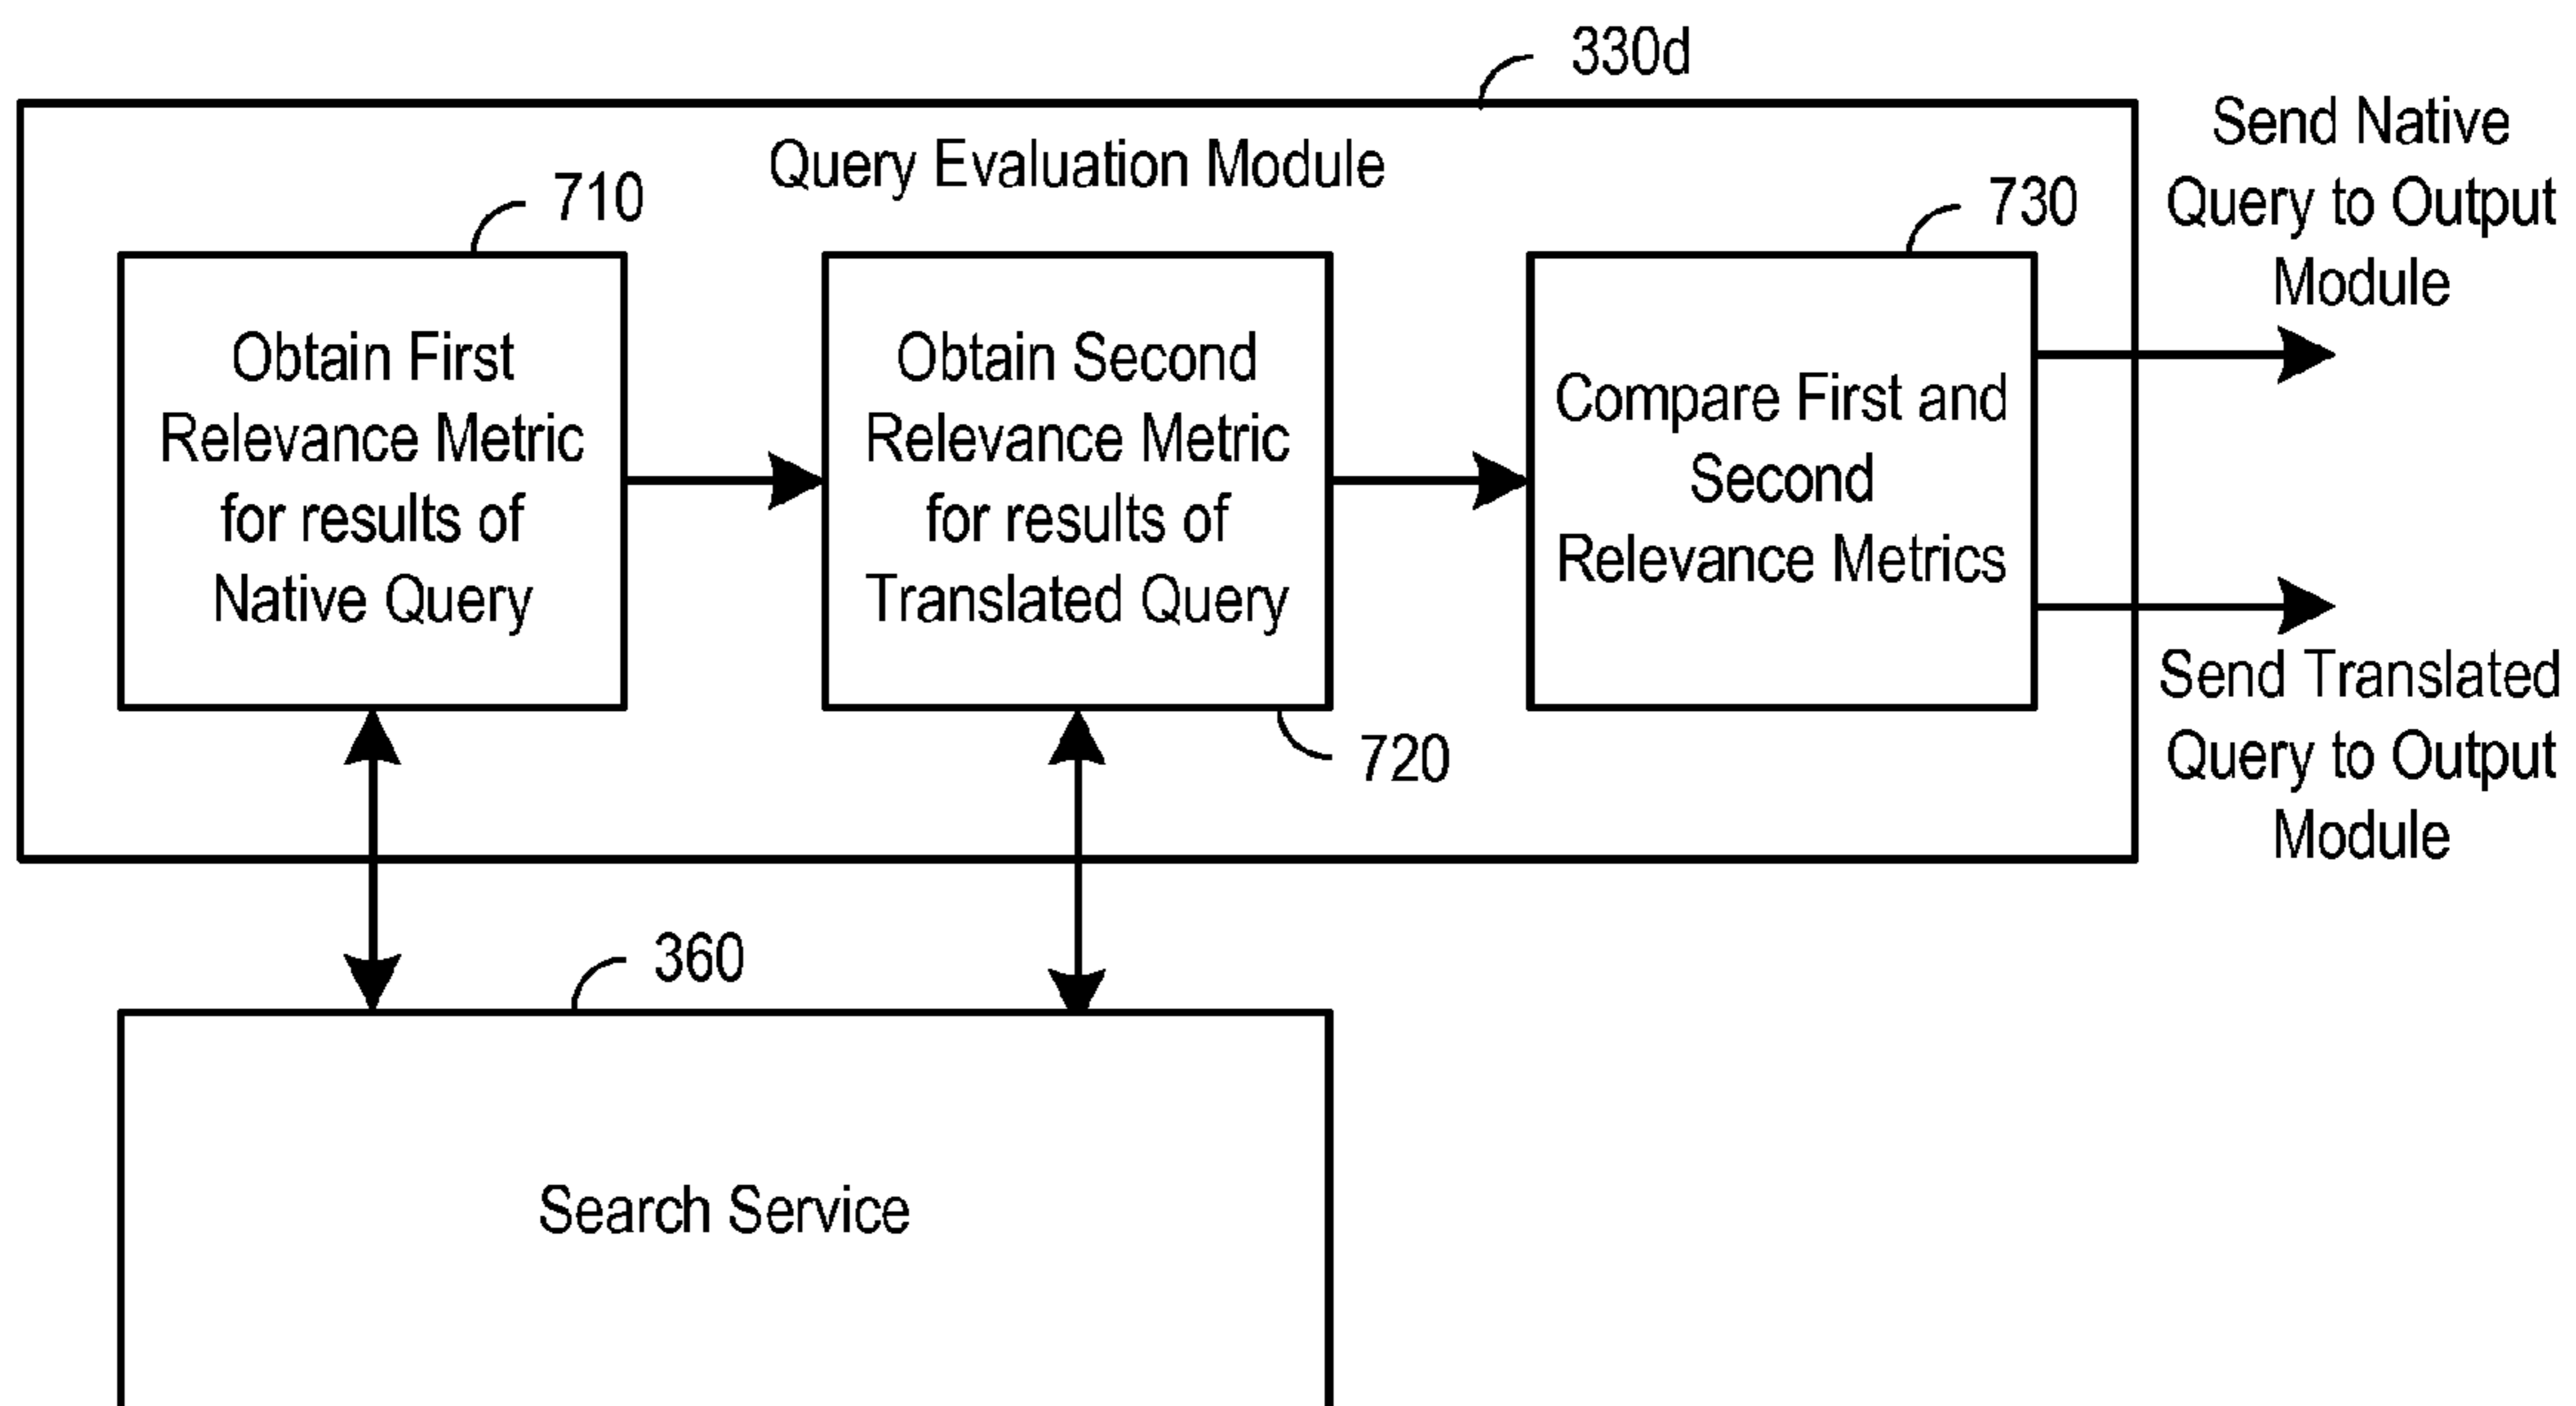 330d
Query Evaluation Module
710
Obtain First
Relevance Metric
for results of
Native Query
Obtain Second
Relevance Metric
for results of
Translated Query
720
730
Compare First and
Second
Relevance Metrics
Send Native
Query to Output
Module
Send Translated
Query to Output
Module
360
Search Service